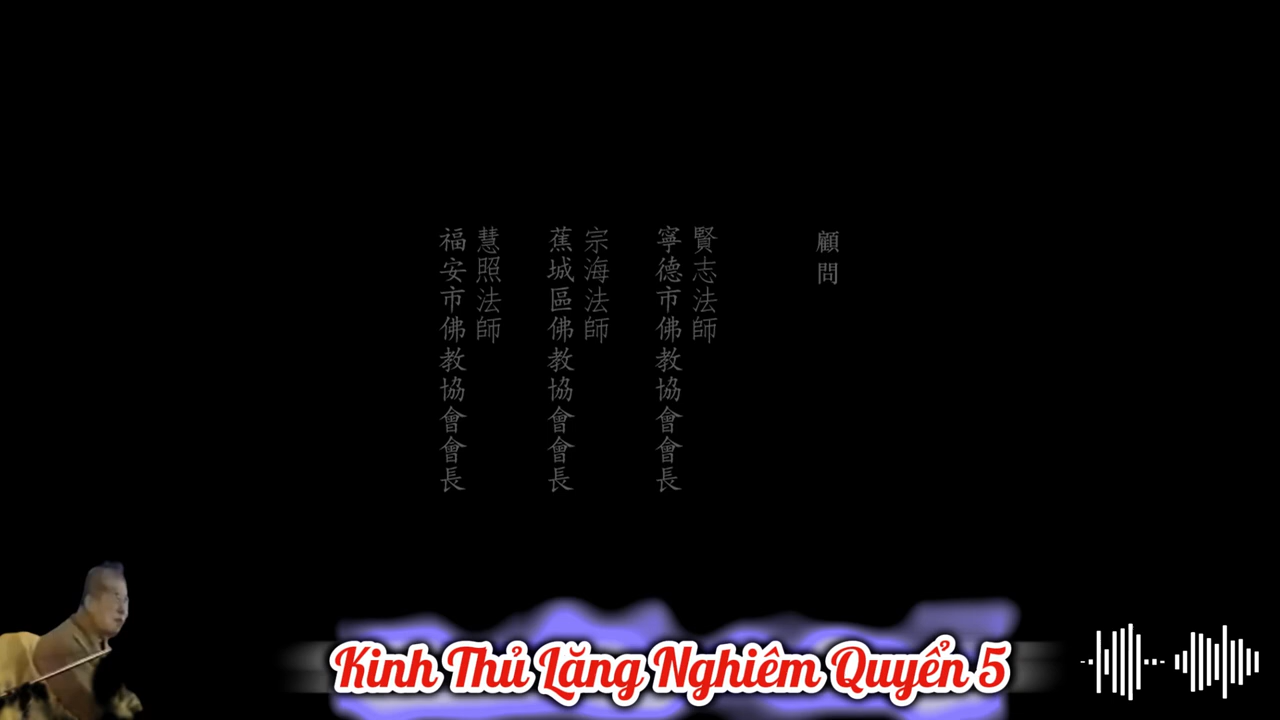 顧問
賢志法師
寧德市佛教協會會長
宗海法師
蕉城區佛教協會會長
慧照法師
福安市佛教協會會長
Kinh Thủ Lăng Nghiêm Quyển 5